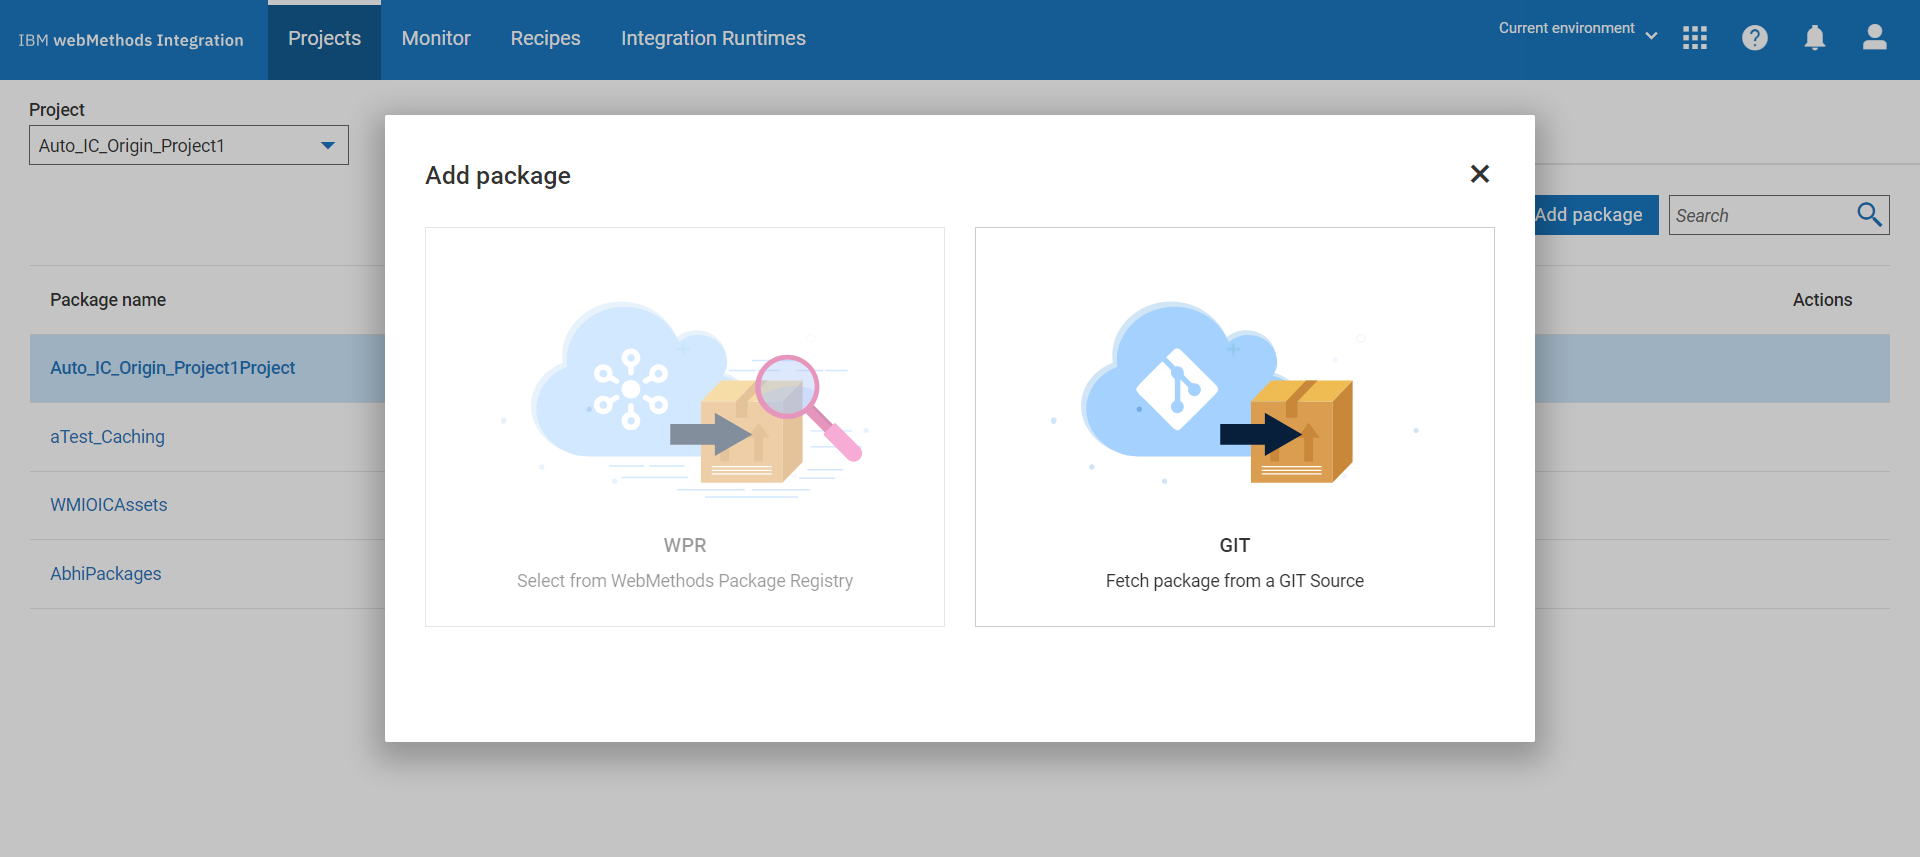 IBM webMethods Integration
Projects
Monitor
Recipes
Integration Runtimes
Current environment
Project
Auto_IC_Origin_Project1
Add package
Search
Package name
Actions
Auto_IC_Origin_Project1Project
aTest_Caching
WMIOICAssets
AbhiPackages
Add package
WPR
Select from WebMethods Package Registry
GIT
Fetch package from a GIT Source